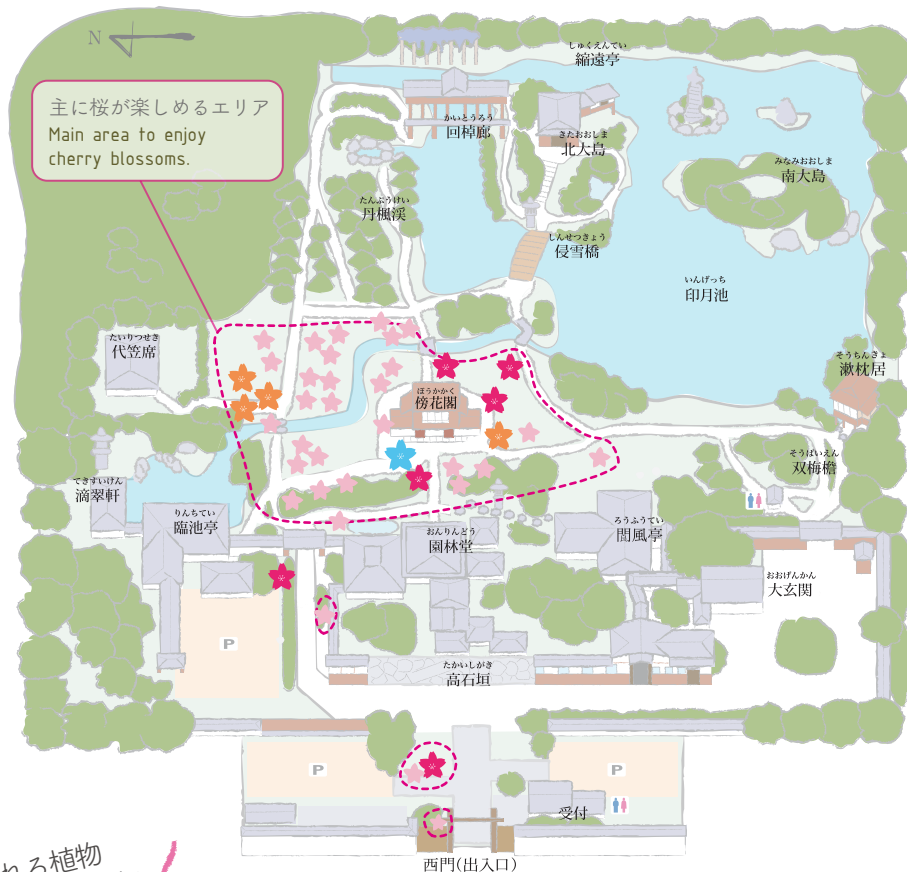 N
しゅくえんてい
縮遠亭
主に桜が楽しめるエリア
Main area to enjoy
cherry blossoms.
かいとうろう
回棹廊
きたおおしま
北大島
みなみおおしま
南大島
たんぷうけい
丹楓渓
しんせつきょう
侵雪橋
いんげっち
印月池
たいりつせき
代笠席
そうちんきょ
漱枕居
ほうかかく
傍花閣
そうばいえん
双梅檐
てきすいけん
滴翠軒
りんちてい
臨池亭
おんりんどう
園林堂
ろうふうてい
閬風亭
おおげんかん
大玄関
P
たかいしがき
高石垣
P
P
受付
西門(出入口)
れる植物